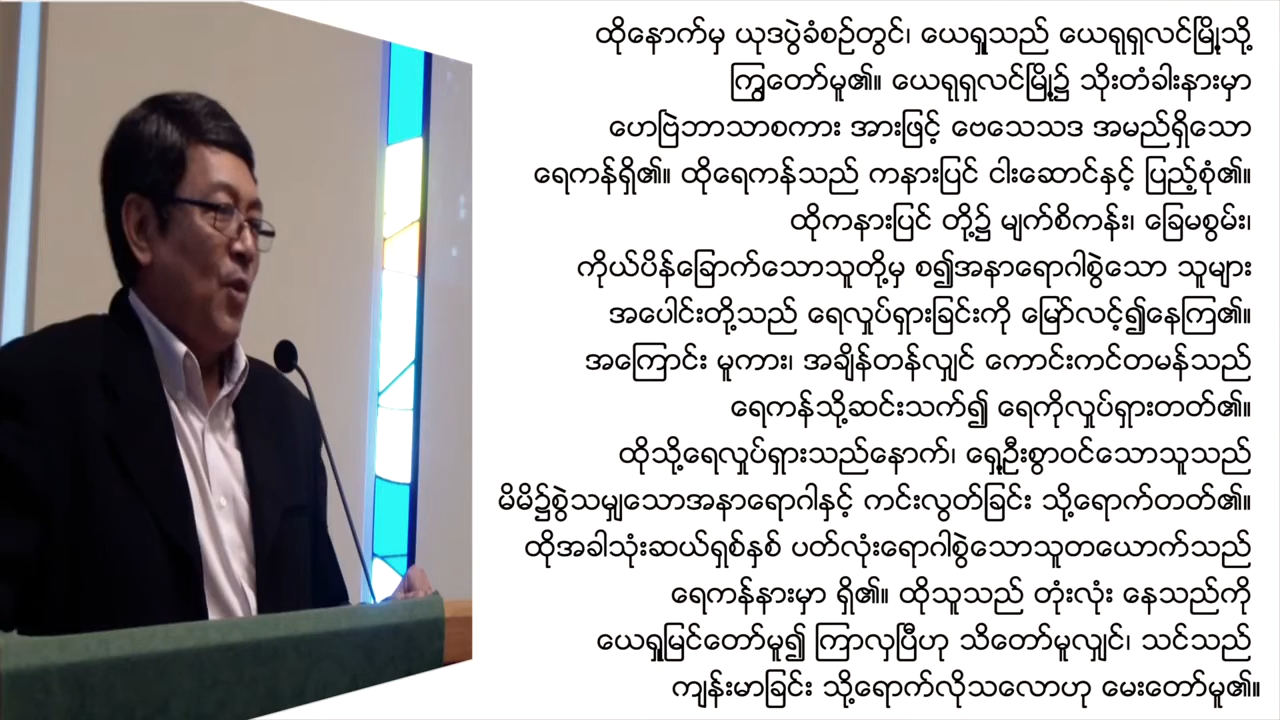 ထိုနောက်မှ ယုဒပွဲခံစဉ်တွင်၊ ယေရှုသည် ယေရုရှလင်မြို့သို့
ကြွတော်မူ၏။ ယေရုရှလင်မြို့၌ သိုးတံခါးနားမှာ
ဟေဗြဲဘာသာစကား အားဖြင့် ဗေသေသဒ အမည်ရှိသော
ရေကန်ရှိ၏။ ထိုရေကန်သည် ကနားပြင် ငါးဆောင်နှင့် ပြည့်စုံ၏။
ထိုကနားပြင် တို့၌ မျက်စိကန်း၊ ခြေမစွမ်း၊
ကိုယ်ပိန်ခြောက်သောသူတို့မှ စ၍အနာရောဂါစွဲသော သူများ
အပေါင်းတို့သည် ရေလှုပ်ရှားခြင်းကို မြော်လင့်၍နေကြ၏။
အကြောင်း မူကား၊ အချိန်တန်လျှင် ကောင်းကင်တမန်သည်
ရေကန်သို့ဆင်းသက်၍ ရေကိုလှုပ်ရှားတတ်၏။
ထိုသို့ရေလှုပ်ရှားသည်နောက်၊ ရှေ့ဦးစွာဝင်သောသူသည်
မိမိ၌စွဲသမျှသောအနာရောဂါနှင့် ကင်းလွတ်ခြင်း သို့ရောက်တတ်၏။
ထိုအခါသုံးဆယ်ရှစ်နှစ် ပတ်လုံးရောဂါစွဲသောသူတယောက်သည်
ရေကန်နားမှာ ရှိ၏။ ထိုသူသည် တုံးလုံး နေသည်ကို
ယေရှုမြင်တော်မူ၍ ကြာလှပြီဟု သိတော်မူလျှင်၊ သင်သည်
ကျန်းမာခြင်း သို့ရောက်လိုသလောဟု မေးတော်မူ၏။